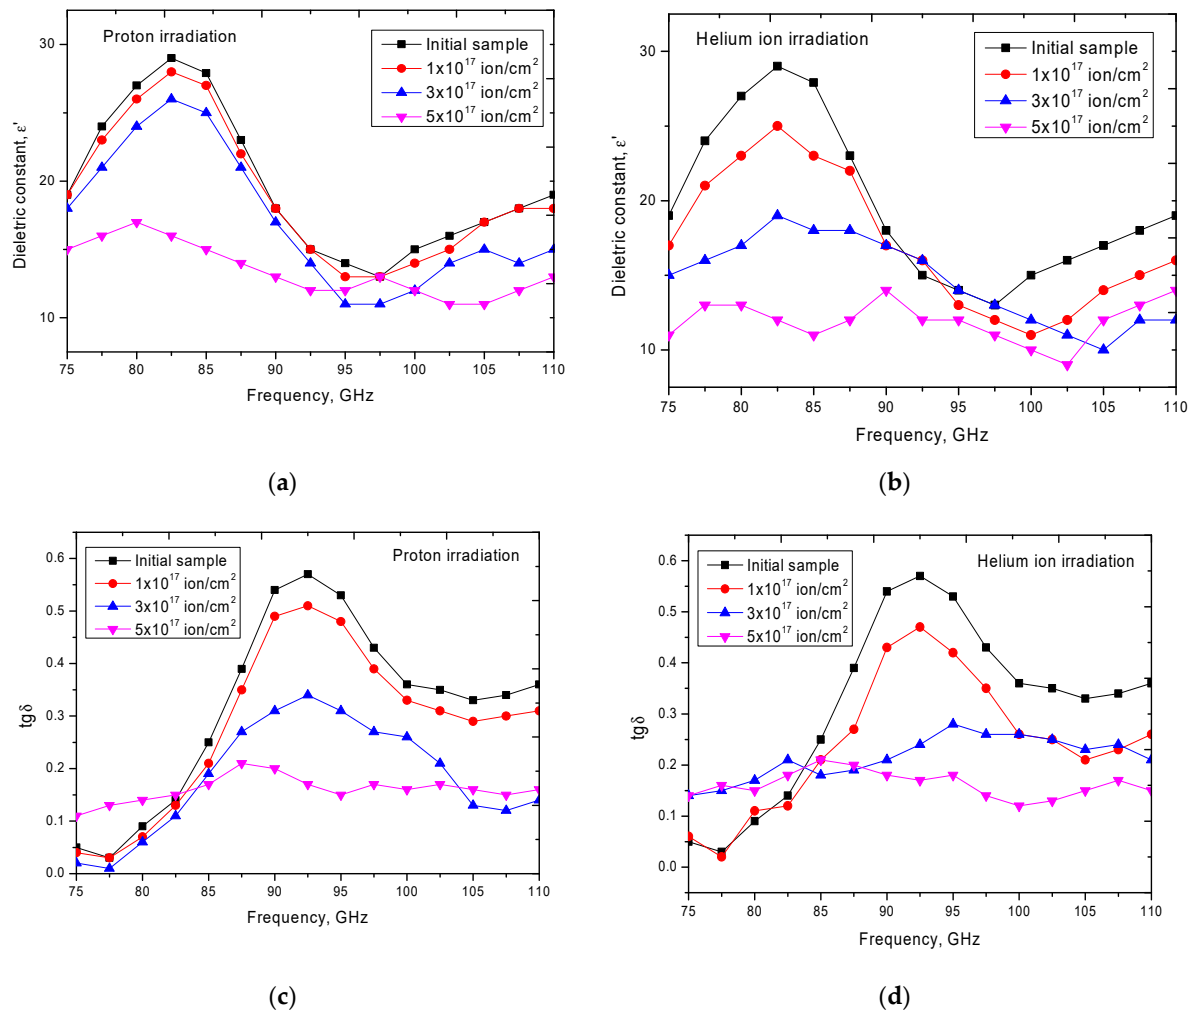 Proton irradiation
Initial sample
1x10^17 ion/cm^2
3x10^17 ion/cm^2
5x10^17 ion/cm^2
30
20
10
Dieletric constant, ε'
75 80 85 90 95 100 105 110
Frequency, GHz
(a)
Helium ion irradiation
Initial sample
1x10^17 ion/cm^2
3x10^17 ion/cm^2
5x10^17 ion/cm^2
30
20
10
Dieletric constant, ε'
75 80 85 90 95 100 105 110
Frequency, GHz
(b)
Proton irradiation
Initial sample
1x10^17 ion/cm^2
3x10^17 ion/cm^2
5x10^17 ion/cm^2
0.6
0.5
0.4
0.3
0.2
0.1
0.0
tgδ
75 80 85 90 95 100 105 110
Frequency, GHz
(c)
Helium ion irradiation
Initial sample
1x10^17 ion/cm^2
3x10^17 ion/cm^2
5x10^17 ion/cm^2
0.6
0.5
0.4
0.3
0.2
0.1
0.0
tgδ
75 80 85 90 95 100 105 110
Frequency, GHz
(d)